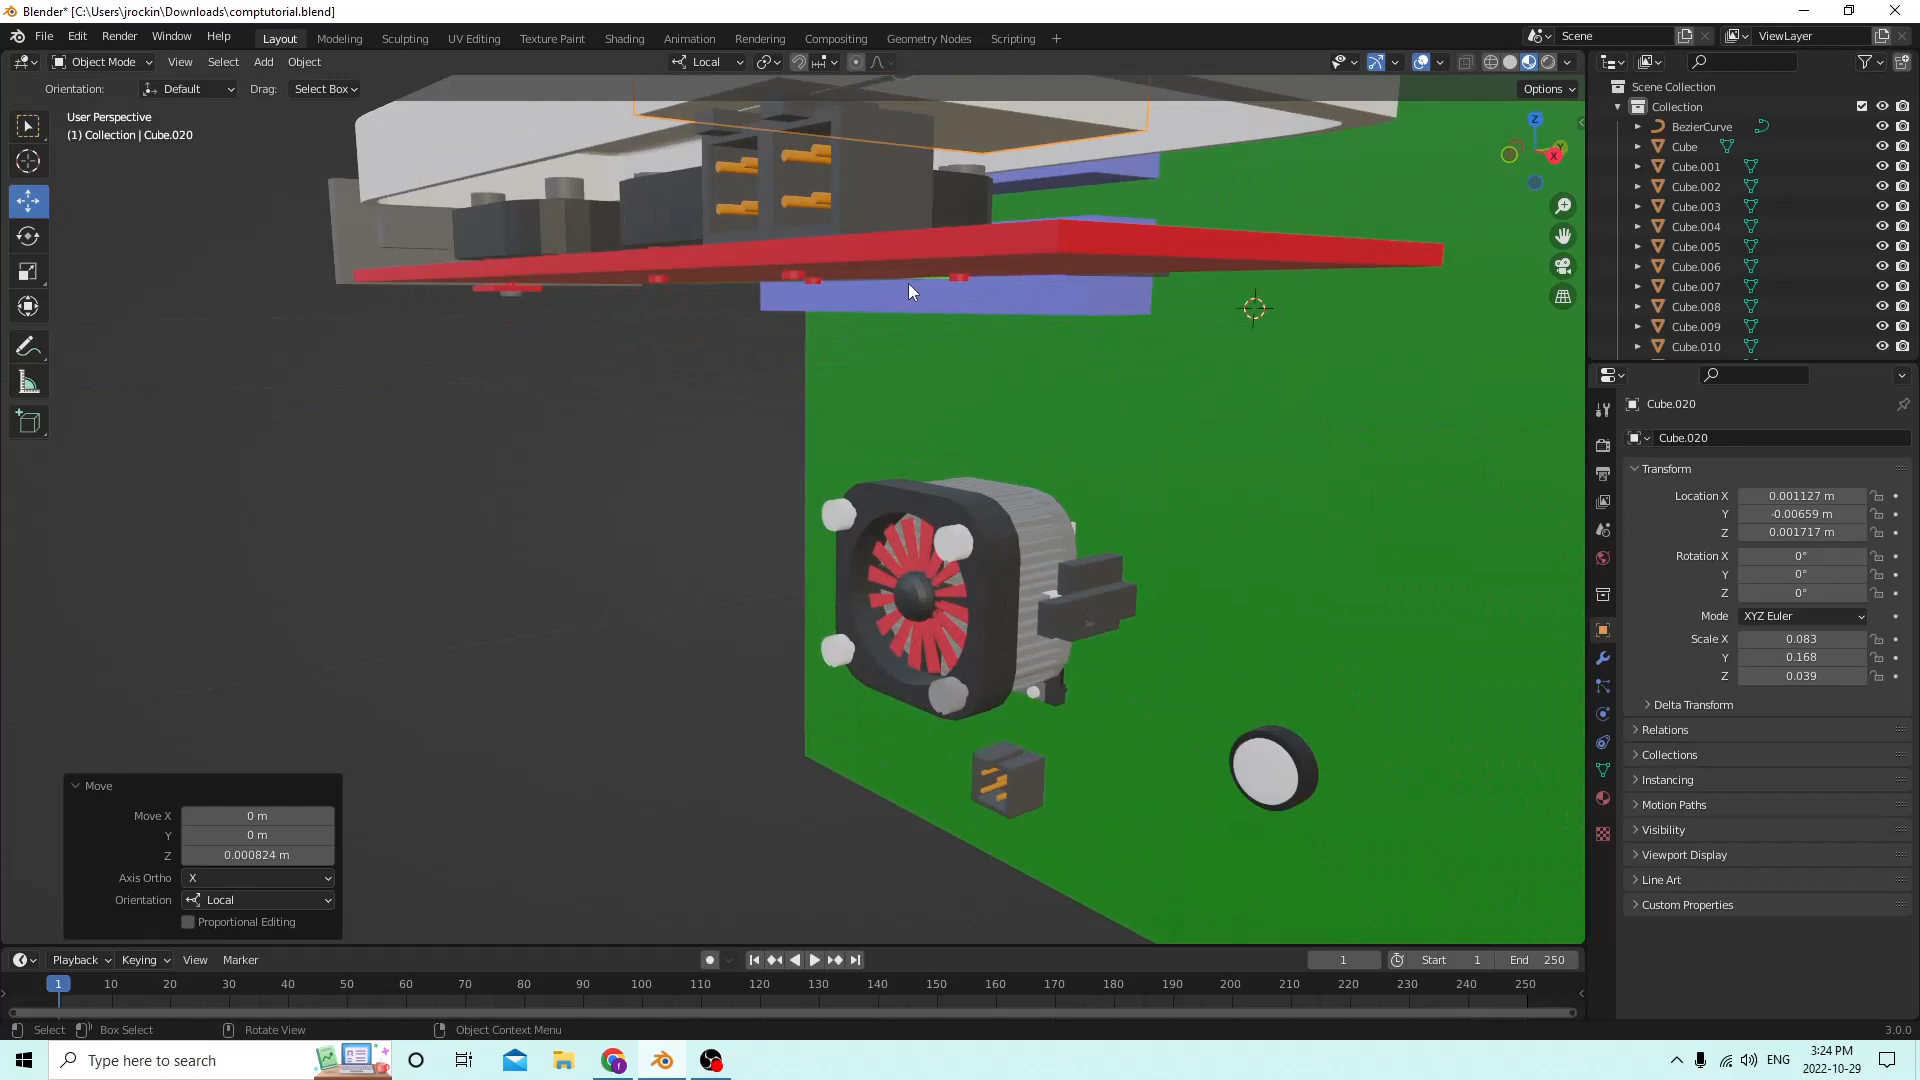 Blender* [C:\Users\jrockin\Downloads\comptutorial.blend]
File Edit Render Window Help
Layout Modeling Sculpting UV Editing Texture Paint Shading Animation Rendering Compositing Geometry Nodes Scripting +
Scene
ViewLayer
Object Mode View Select Add Object
Local
Orientation: Default Drag: Select Box
Options
User Perspective
(1) Collection | Cube.020
Z
Y
X
Scene Collection
Collection
BezierCurve
Cube
Cube.001
Cube.002
Cube.003
Cube.004
Cube.005
Cube.006
Cube.007
Cube.008
Cube.009
Cube.010
Cube.020
Cube.020
Transform
Location X 0.001127 m
Y -0.00659 m
Z 0.001717 m
Rotation X 0°
Y 0°
Z 0°
Mode XYZ Euler
Scale X 0.083
Y 0.168
Z 0.039
Delta Transform
Relations
Collections
Instancing
Motion Paths
Visibility
Viewport Display
Line Art
Custom Properties
Move
Move X 0 m
Y 0 m
Z 0.000824 m
Axis Ortho X
Orientation Local
Proportional Editing
Playback Keying View Marker
1 Start 1 End 250
1 10 20 30 40 50 60 70 80 90 100 110 120 130 140 150 160 170 180 190 200 210 220 230 240 250
Select Box Select Rotate View Object Context Menu 3.0.0
Type here to search
ENG
3:24 PM
2022-10-29